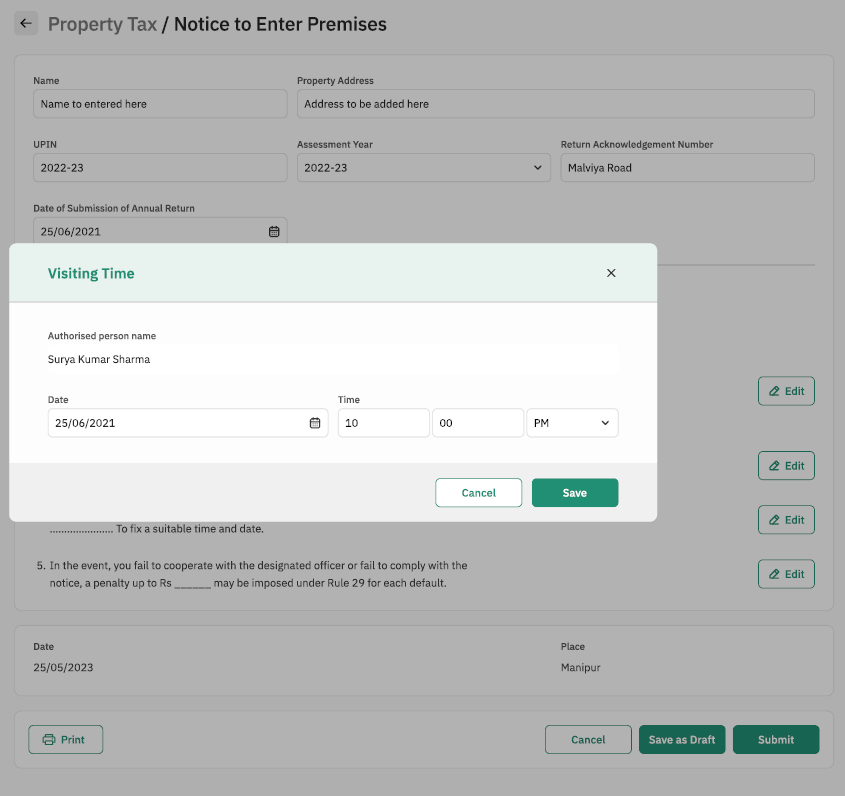 Property Tax / Notice to Enter Premises
Name
Property Address
Name to entered here
Address to be added here
UPIN
Assessment Year
Return Acknowledgement Number
2022-23
2022-23
Malviya Road
Date of Submission of Annual Return
25/06/2021
Visiting Time
Authorised person name
Surya Kumar Sharma
Date
Time
25/06/2021
10
00
PM
Cancel
Save
Edit
Edit
Edit
...................... To fix a suitable time and date.
5. In the event, you fail to cooperate with the designated officer or fail to comply with the
notice, a penalty up to Rs ______ may be imposed under Rule 29 for each default.
Edit
Date
Place
25/05/2023
Manipur
Print
Cancel
Save as Draft
Submit